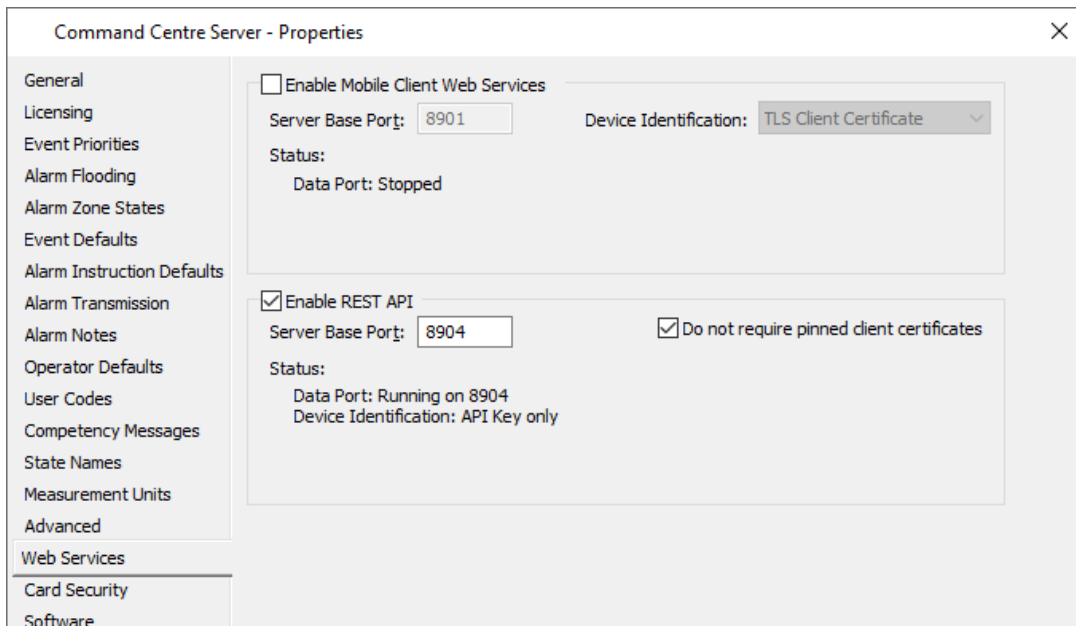 Command Centre Server - Properties
General
Licensing
Event Priorities
Alarm Flooding
Alarm Zone States
Event Defaults
Alarm Instruction Defaults
Alarm Transmission
Alarm Notes
Operator Defaults
User Codes
Competency Messages
State Names
Measurement Units
Advanced
Web Services
Card Security
Software
Enable Mobile Client Web Services
Server Base Port: 8901 Device Identification: TLS Client Certificate
Status:
Data Port: Stopped
Enable REST API
Server Base Port: 8904 Do not require pinned client certificates
Status:
Data Port: Running on 8904
Device Identification: API Key only